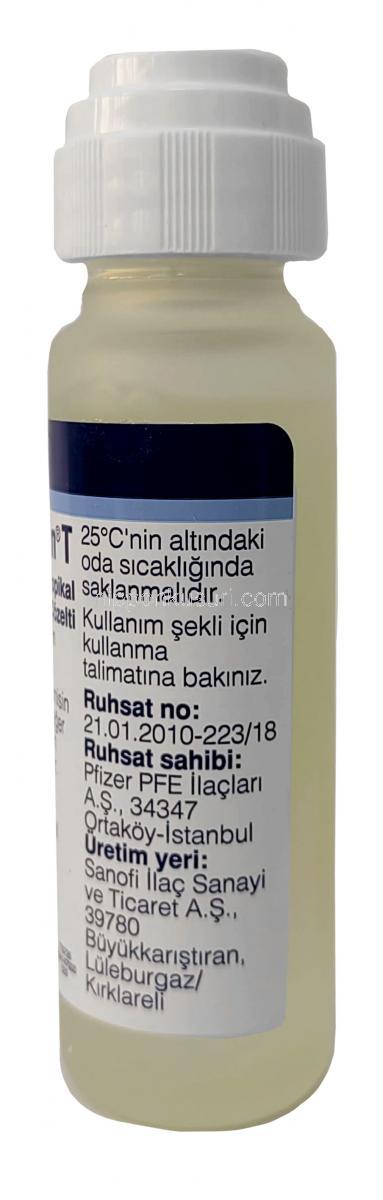 n® T
25°C'nin altındaki
oda sıcaklığında
saklanmalıdır.
Kullanım şekli için
kullanma
talimatına bakınız.
Ruhsat no:
21.01.2010-223/18
Ruhsat sahibi:
Pfizer PFE İlaçları
A.Ş., 34347
Ortaköy-İstanbul
Üretim yeri:
Sanofi İlaç Sanayi
ve Ticaret A.Ş.,
39780
Büyükkarıştıran,
Lüleburgaz/
Kırklareli